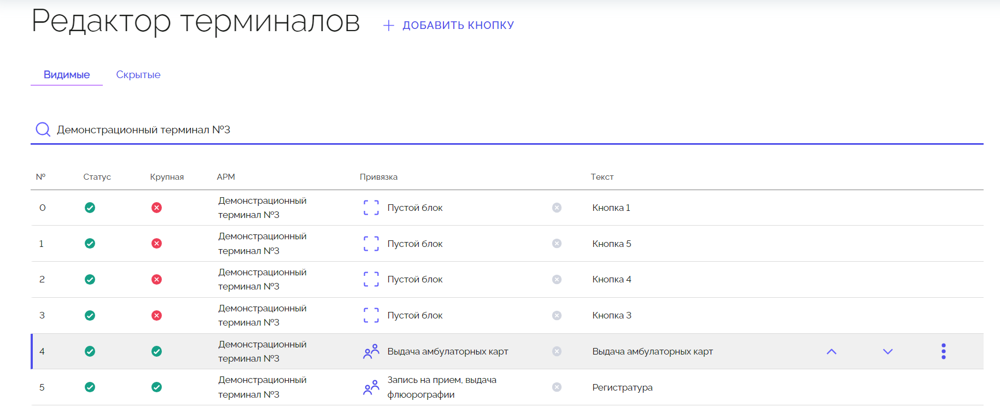 Редактор терминалов
ДОБАВИТЬ КНОПКУ
Видимые Скрытые
Демонстрационный терминал №3
№ Статус Крупная АРМ Привязка Текст
0 Демонстрационный терминал №3 Пустой блок Кнопка 1
1 Демонстрационный терминал №3 Пустой блок Кнопка 5
2 Демонстрационный терминал №3 Пустой блок Кнопка 4
3 Демонстрационный терминал №3 Пустой блок Кнопка 3
4 Демонстрационный терминал №3 Выдача амбулаторных карт Выдача амбулаторных карт
5 Демонстрационный терминал №3 Запись на прием, выдача флюорографии Регистратура